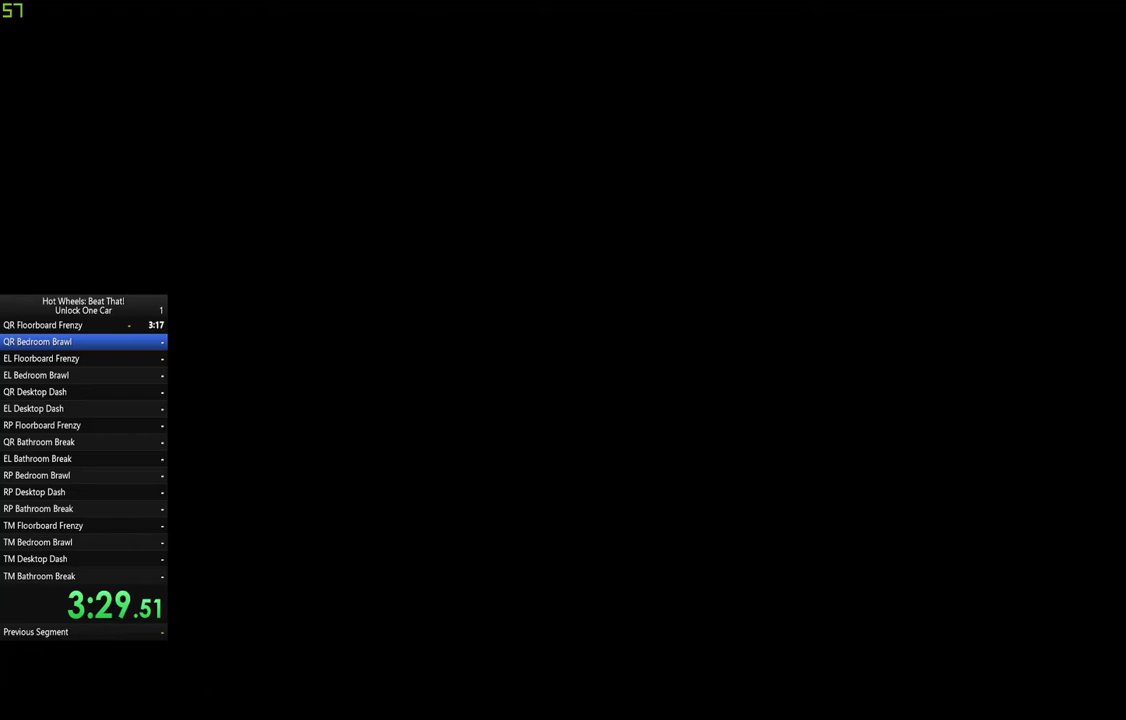 57
Hot Wheels: Beat That!
Unlock One Car 1
QR Floorboard Frenzy - 3:17
QR Bedroom Brawl -
EL Floorboard Frenzy -
EL Bedroom Brawl -
QR Desktop Dash -
EL Desktop Dash -
RP Floorboard Frenzy -
QR Bathroom Break -
EL Bathroom Break -
RP Bedroom Brawl -
RP Desktop Dash -
RP Bathroom Break -
TM Floorboard Frenzy -
TM Bedroom Brawl -
TM Desktop Dash -
TM Bathroom Break -
3:29.51
Previous Segment -